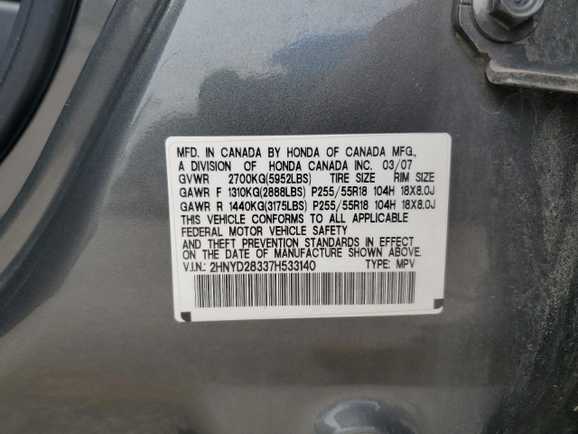 MFD. IN CANADA BY HONDA OF CANADA MFG.,
A DIVISION OF HONDA CANADA INC. 03/07
GVWR 2700KG(5952LBS) TIRE SIZE RIM SIZE
GAWR F 1310KG(2888LBS) P255/55R18 104H 18X8.0J
GAWR R 1440KG(3175LBS) P255/55R18 104H 18X8.0J
THIS VEHICLE CONFORMS TO ALL APPLICABLE
FEDERAL MOTOR VEHICLE SAFETY
AND THEFT PREVENTION STANDARDS IN EFFECT
ON THE DATE OF MANUFACTURE SHOWN ABOVE.
V.I.N.: 2HNYD28337H533140 TYPE: MPV